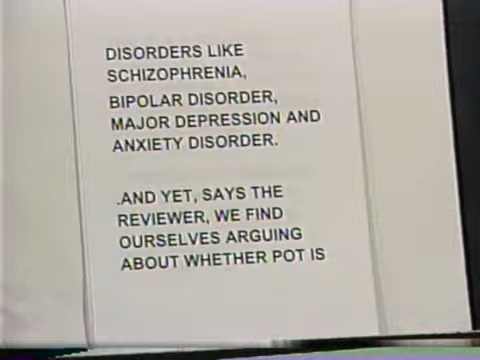 DISORDERS LIKE
SCHIZOPHRENIA,
BIPOLAR DISORDER,
MAJOR DEPRESSION AND
ANXIETY DISORDER.
.AND YET, SAYS THE
REVIEWER, WE FIND
OURSELVES ARGUING
ABOUT WHETHER POT IS